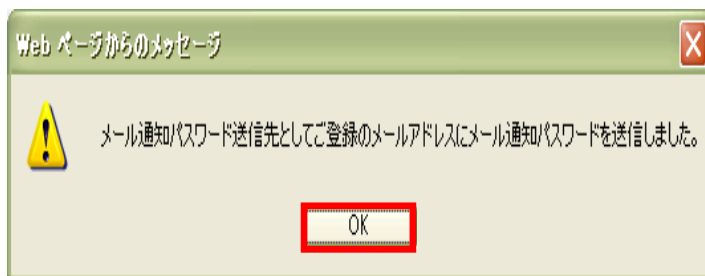 Web ページからのメッセージ
メール通知パスワード送信先としてご登録のメールアドレスにメール通知パスワードを送信しました。
OK